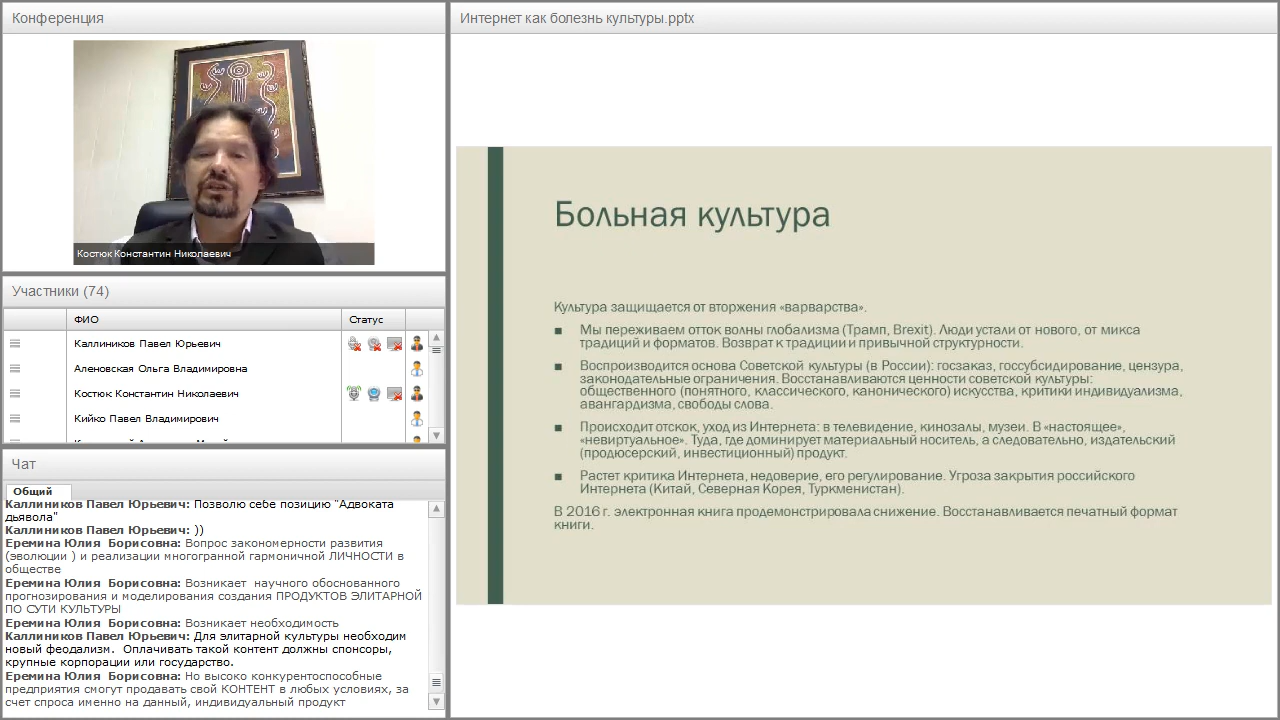 Конференция
Костюк Константин Николаевич
Участники (74)
ФИО
Статус
Каллиников Павел Юрьевич
Аленовская Ольга Владимировна
Костюк Константин Николаевич
Кийко Павел Владимирович
Чат
Общий
Каллиников Павел Юрьевич: Позволю себе позицию "Адвоката
дьявола"
Каллиников Павел Юрьевич: ))
Еремина Юлия Борисовна: Вопрос закономерности развития
(эволюции ) и реализации многогранной гармоничной ЛИЧНОСТИ в
обществе
Еремина Юлия Борисовна: Возникает научного обоснованного
прогнозирования и моделирования создания ПРОДУКТОВ ЭЛИТАРНОЙ
ПО СУТИ КУЛЬТУРЫ
Еремина Юлия Борисовна: Возникает необходимость
Каллиников Павел Юрьевич: Для элитарной культуры необходим
новый феодализм. Оплачивать такой контент должны спонсоры,
крупные корпорации или государство.
Еремина Юлия Борисовна: Но высоко конкурентоспособные
предприятия смогут продавать свой КОНТЕНТ в любых условиях, за
счет спроса именно на данный, индивидуальный продукт
Интернет как болезнь культуры.pptx
Больная культура
Культура защищается от вторжения «варварства».
Мы переживаем отток волны глобализма (Трамп, Brexit). Люди устали от нового, от микса
традиций и форматов. Возврат к традиции и привычной структурности.
Воспроизводится основа Советской культуры (в России): госзаказ, госсубсидирование, цензура,
законодательные ограничения. Восстанавливаются ценности советской культуры:
общественного (понятного, классического, канонического) искусства, критики индивидуализма,
авангардизма, свободы слова.
Происходит отскок, уход из Интернета: в телевидение, кинозалы, музеи. В «настоящее»,
«невиртуальное». Туда, где доминирует материальный носитель, а следовательно, издательский
(продюсерский, инвестиционный) продукт.
Растет критика Интернета, недоверие, его регулирование. Угроза закрытия российского
Интернета (Китай, Северная Корея, Туркменистан).
В 2016 г. электронная книга продемонстрировала снижение. Восстанавливается печатный формат
книги.